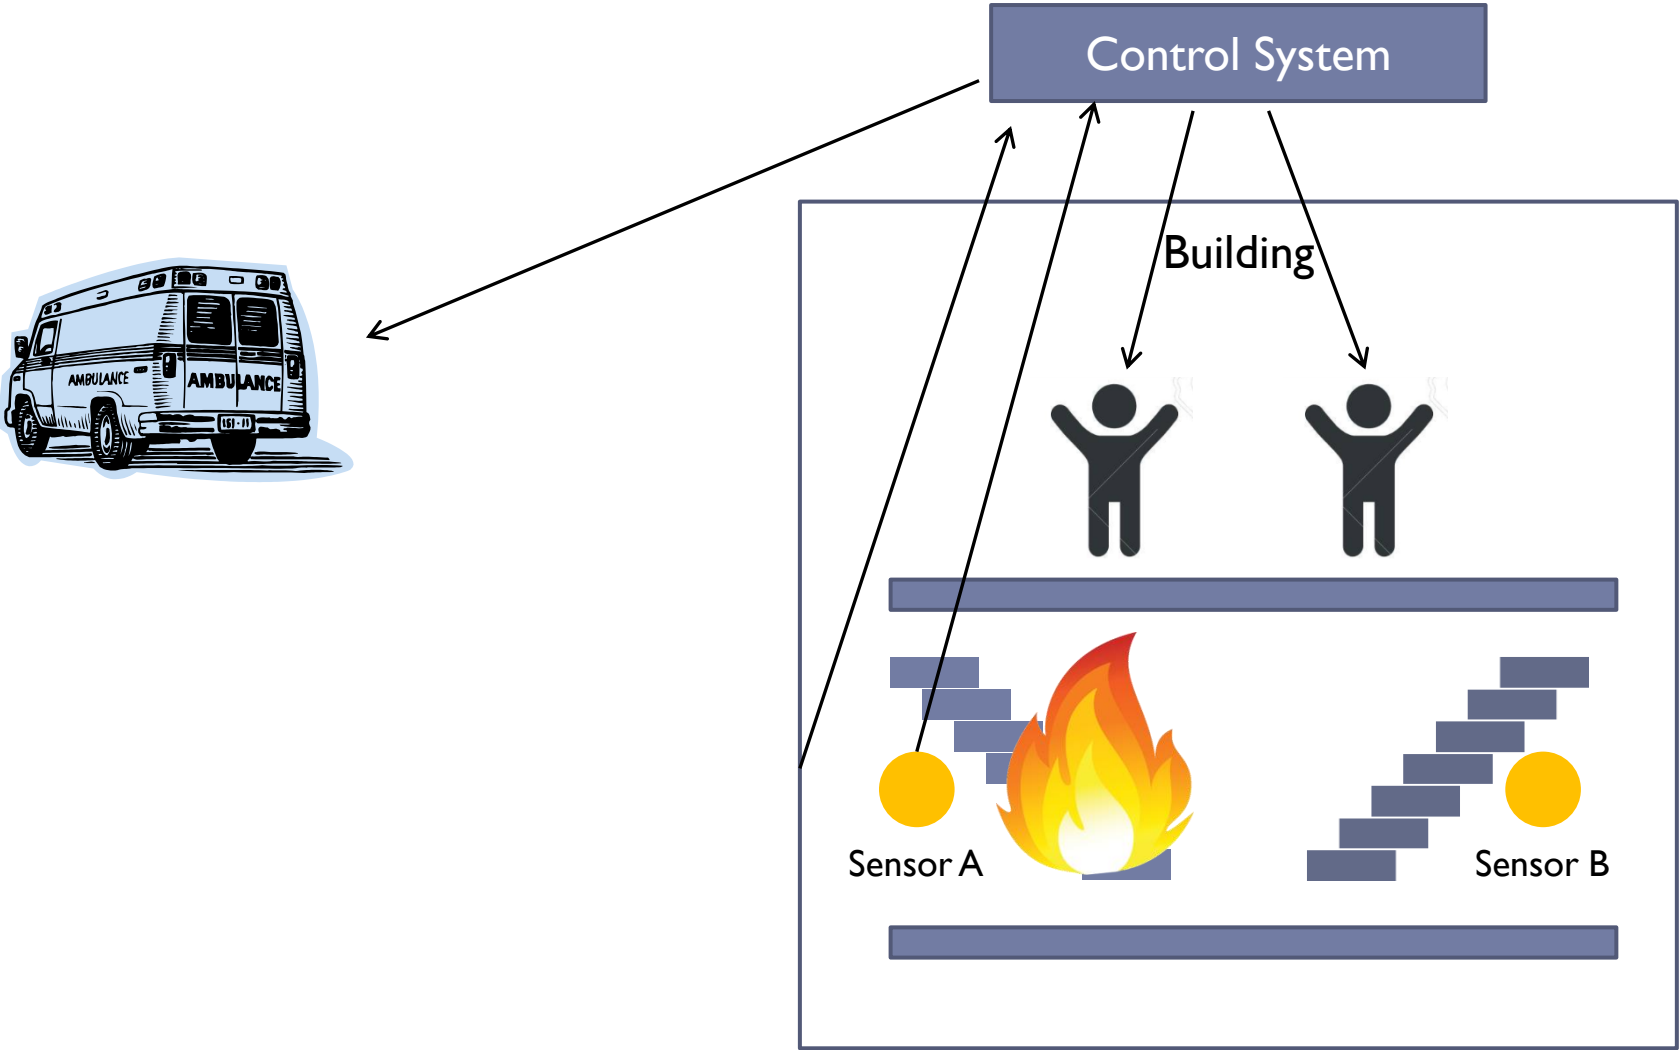 Control System
Building
AMBULANCE
AMBULANCE
Sensor A
Sensor B